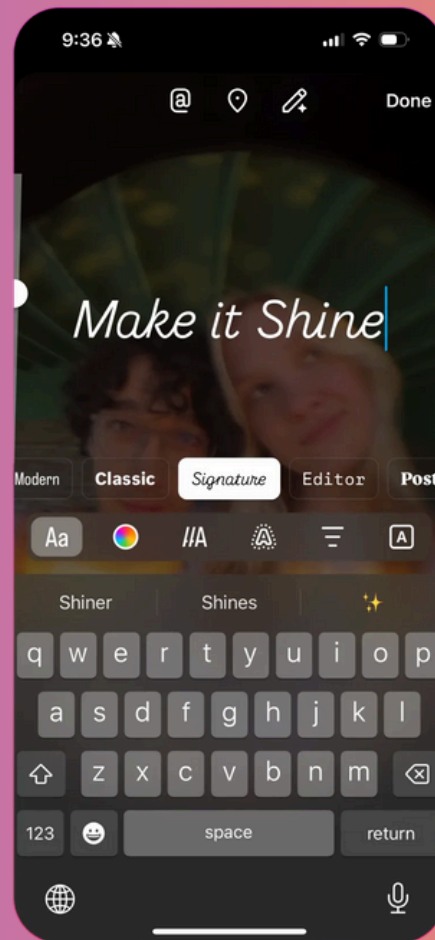 9:36
@ Done
Make it Shine
Modern Classic Signature Editor Post
Aa //A A A
Shiner Shines ✨
q w e r t y u i o p
a s d f g h j k l
z x c v b n m
123 space return